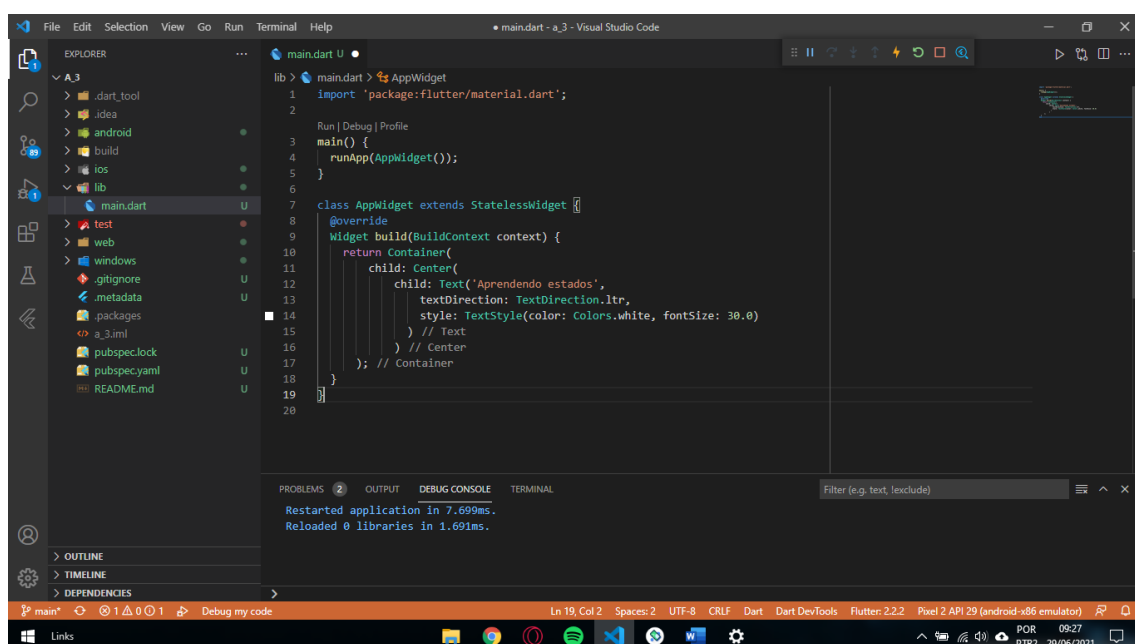 File Edit Selection View Go Run Terminal Help
● main.dart - a_3 - Visual Studio Code
EXPLORER
A_3
.dart_tool
.idea
android
build
ios
lib
main.dart U
test
web
windows
.gitignore U
.metadata U
.packages
a_3.iml
pubspec.lock U
pubspec.yaml U
README.md U
OUTLINE
TIMELINE
DEPENDENCIES
89
1
1
main.dart U ●
lib > main.dart > AppWidget
1 import 'package:flutter/material.dart';
2
Run | Debug | Profile
3 main() {
4 runApp(AppWidget());
5 }
6
7 class AppWidget extends StatelessWidget {
8 @override
9 Widget build(BuildContext context) {
10 return Container(
11 child: Center(
12 child: Text('Aprendendo estados',
13 textDirection: TextDirection.ltr,
14 style: TextStyle(color: Colors.white, fontSize: 30.0)
15 ) // Text
16 ) // Center
17 ); // Container
18 }
19 }
20
PROBLEMS 2 OUTPUT DEBUG CONSOLE TERMINAL
Filter (e.g. text, !exclude)
Restarted application in 7.699ms.
Reloaded 0 libraries in 1.691ms.
>
main* 1 0 1 Debug my code
Ln 19, Col 2 Spaces: 2 UTF-8 CRLF Dart Dart DevTools Flutter: 2.2.2 Pixel 2 API 29 (android-x86 emulator)
Links
POR 09:27
PTB2 29/06/2021